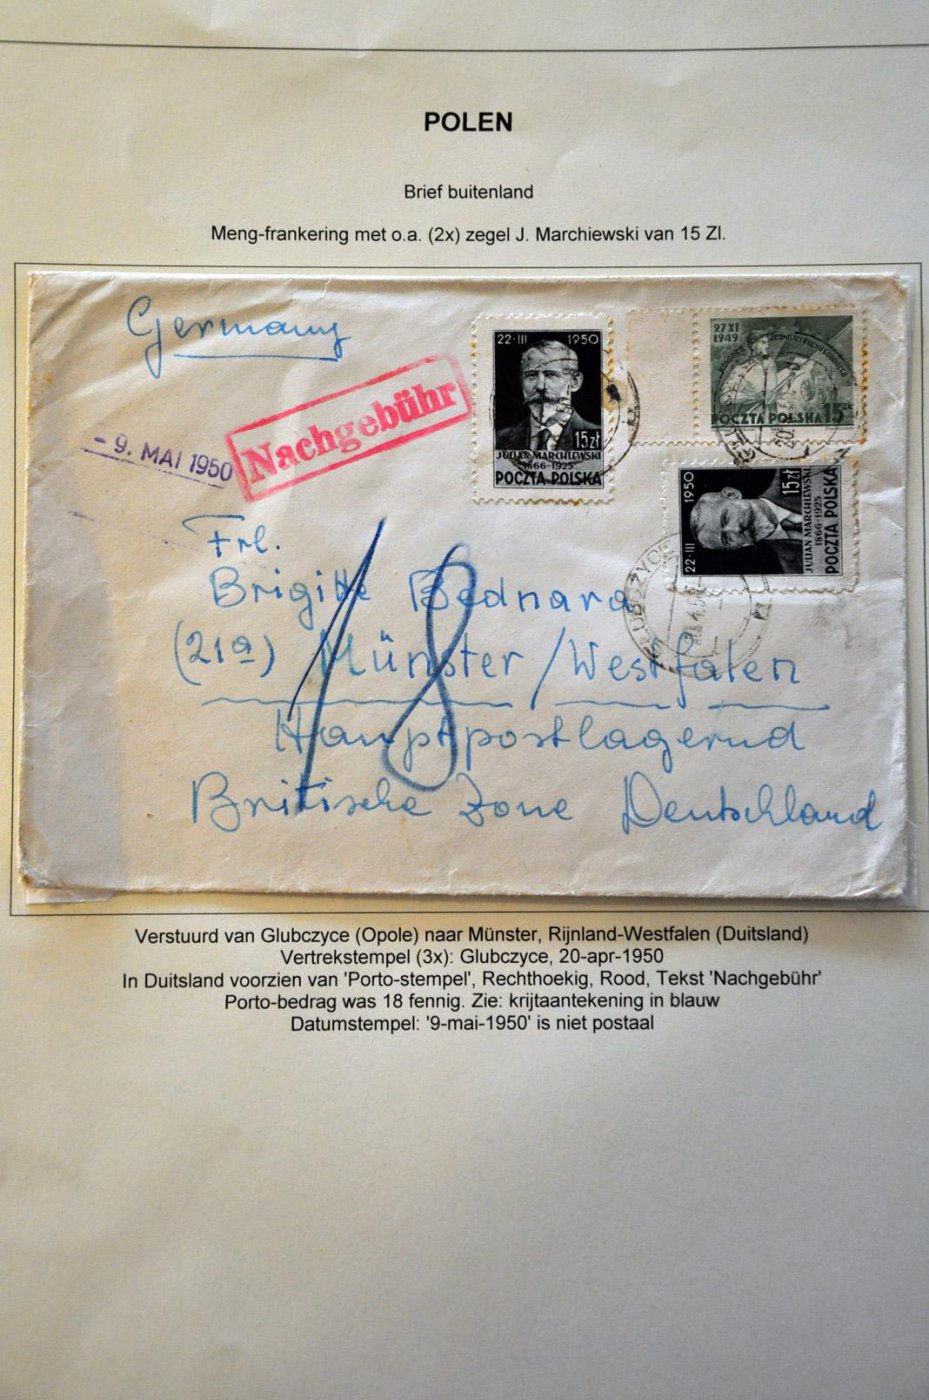 POLEN
Brief buitenland
Meng-frankering met o.a. (2x) zegel J. Marchiewski van 15 Zl.
Germany
Nachgebühr
- 9. MAI 1950
22·III 1950
15zł
JULIAN MARCHLEWSKI
1866-1925
POCZTA POLSKA
27 XI
1949
POCZTA POLSKA 15
22·III 1950
15zł
JULIAN MARCHLEWSKI
1866-1925
POCZTA POLSKA
Frl.
Brigitte Bednara
(21a) Münster/Westfalen
Hauptpostlagernd
Britische Zone Deutschland
18
Verstuurd van Glubczyce (Opole) naar Münster, Rijnland-Westfalen (Duitsland)
Vertrekstempel (3x): Glubczyce, 20-apr-1950
In Duitsland voorzien van 'Porto-stempel', Rechthoekig, Rood, Tekst 'Nachgebühr'
Porto-bedrag was 18 fennig. Zie: krijtaantekening in blauw
Datumstempel: '9-mai-1950' is niet postaal